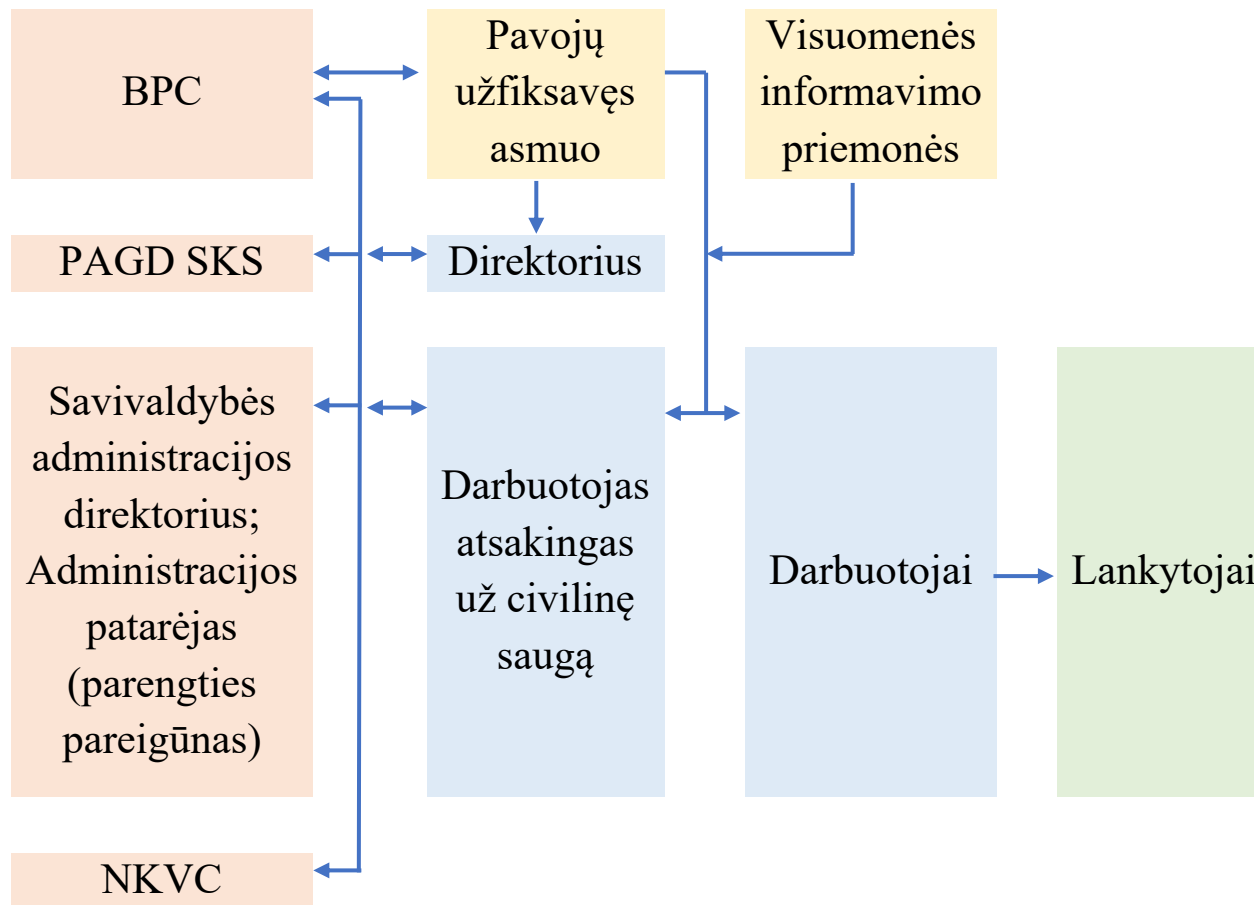 BPC
Pavojų
užfiksavęs
asmuo
Visuomenės
informavimo
priemonės
PAGD SKS
Direktorius
Savivaldybės
administracijos
direktorius;
Administracijos
patarėjas
(parengties
pareigūnas)
Darbuotojas
atsakingas
už civilinę
saugą
Darbuotojai
Lankytojai
NKVC